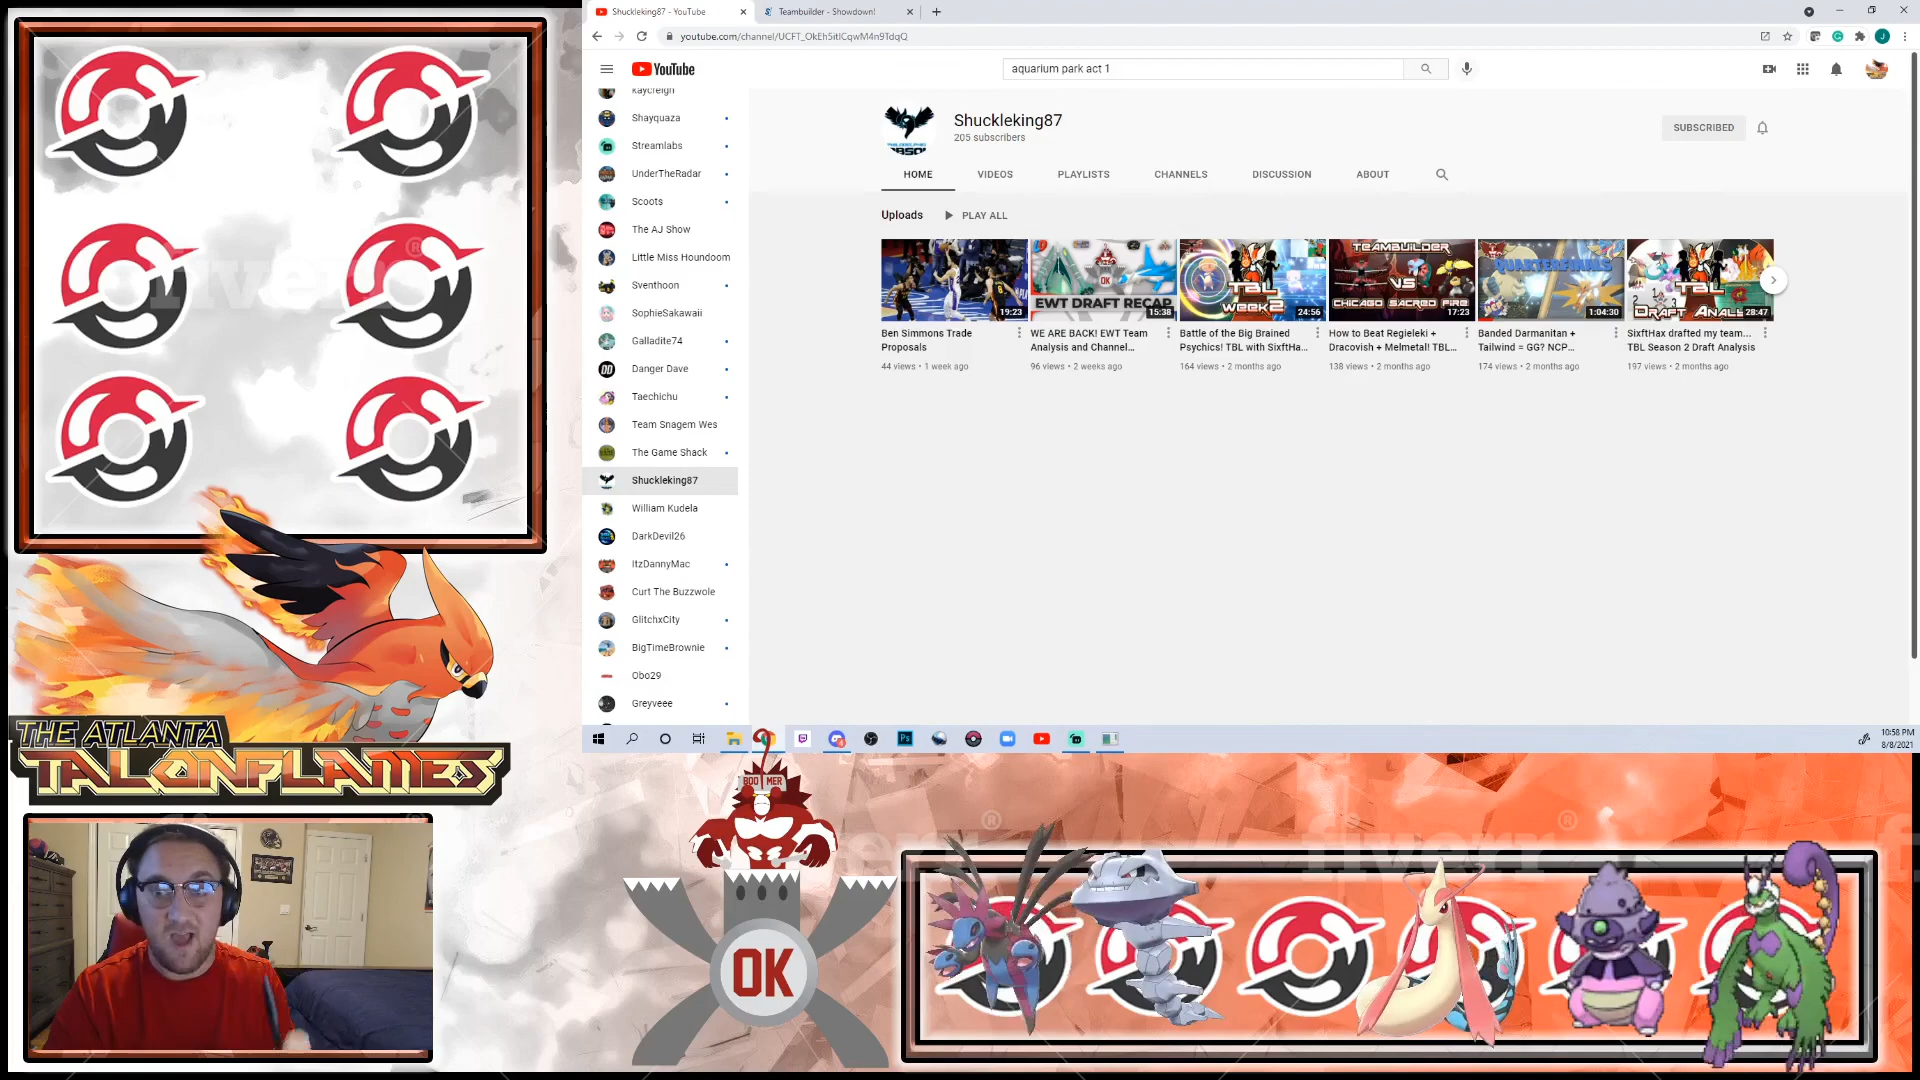 Shuckleking87 - YouTube
Teambuilder - Showdown!
youtube.com/channel/UCFT_OkEh5itICqwM4n9TdqQ
YouTube
aquarium park act 1
kaycfeigh
Shayquaza
Streamlabs
UnderTheRadar
Scoots
The AJ Show
Little Miss Houndoom
Sventhoon
SophieSakawaii
Galladite74
Danger Dave
Taechichu
Team Snagem Wes
The Game Shack
Shuckleking87
William Kudela
DarkDevil26
ItzDannyMac
Curt The Buzzwole
GlitchxCity
BigTimeBrownie
Obo29
Greyveee
Shuckleking87
205 subscribers
SUBSCRIBED
HOME
VIDEOS
PLAYLISTS
CHANNELS
DISCUSSION
ABOUT
Uploads
PLAY ALL
19:23
EWT DRAFT RECAP
OK
15:38
TBL
WEEK2
24:56
TEAMBUILDER
VS
CHICAGO SACRED FIRE
17:23
QUARTERFINALS
1:04:30
TBL
DRAFT ANALYSIS
28:47
Ben Simmons Trade
Proposals
44 views • 1 week ago
WE ARE BACK! EWT Team
Analysis and Channel...
96 views • 2 weeks ago
Battle of the Big Brained
Psychics! TBL with SixftHa...
164 views • 2 months ago
How to Beat Regieleki +
Dracovish + Melmetal! TBL...
138 views • 2 months ago
Banded Darmanitan +
Tailwind = GG? NCP...
174 views • 2 months ago
SixftHax drafted my team...
TBL Season 2 Draft Analysis
197 views • 2 months ago
10:58 PM
8/8/2021
THE ATLANTA
TALONFLAMES
BOOMER
OK
fiverr®
fiverr®
fiverr®